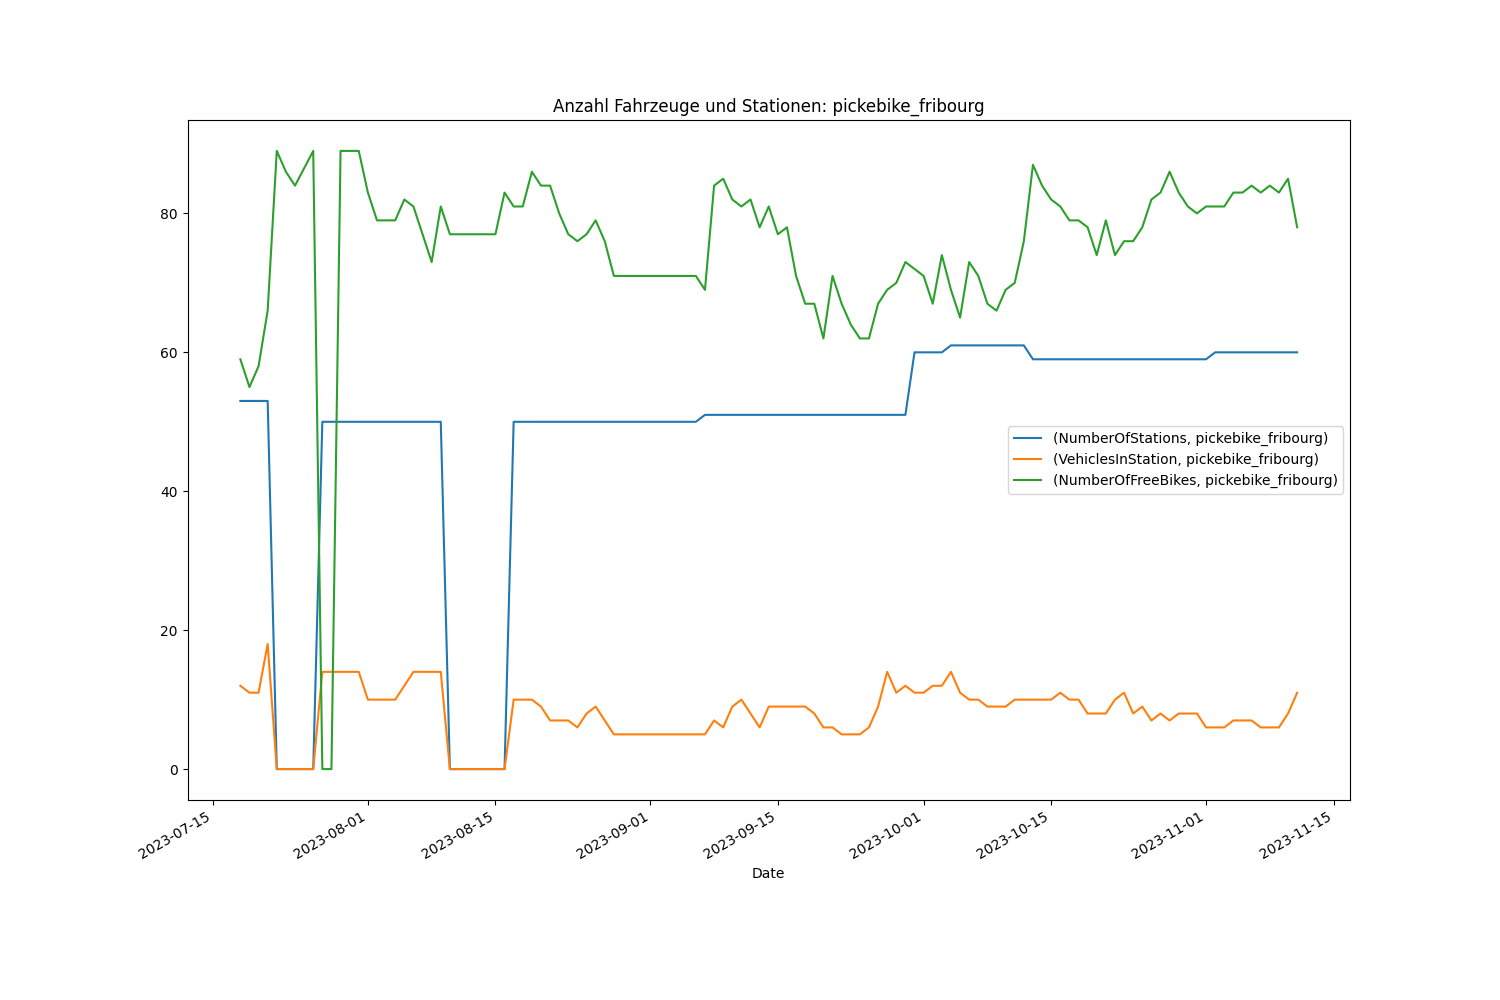 Anzahl Fahrzeuge und Stationen: pickebike_fribourg
80
60
40
20
0
(NumberOfStations, pickebike_fribourg)
(VehiclesInStation, pickebike_fribourg)
(NumberOfFreeBikes, pickebike_fribourg)
2023-07-15
2023-08-01
2023-08-15
2023-09-01
2023-09-15
2023-10-01
2023-10-15
2023-11-01
2023-11-15
Date